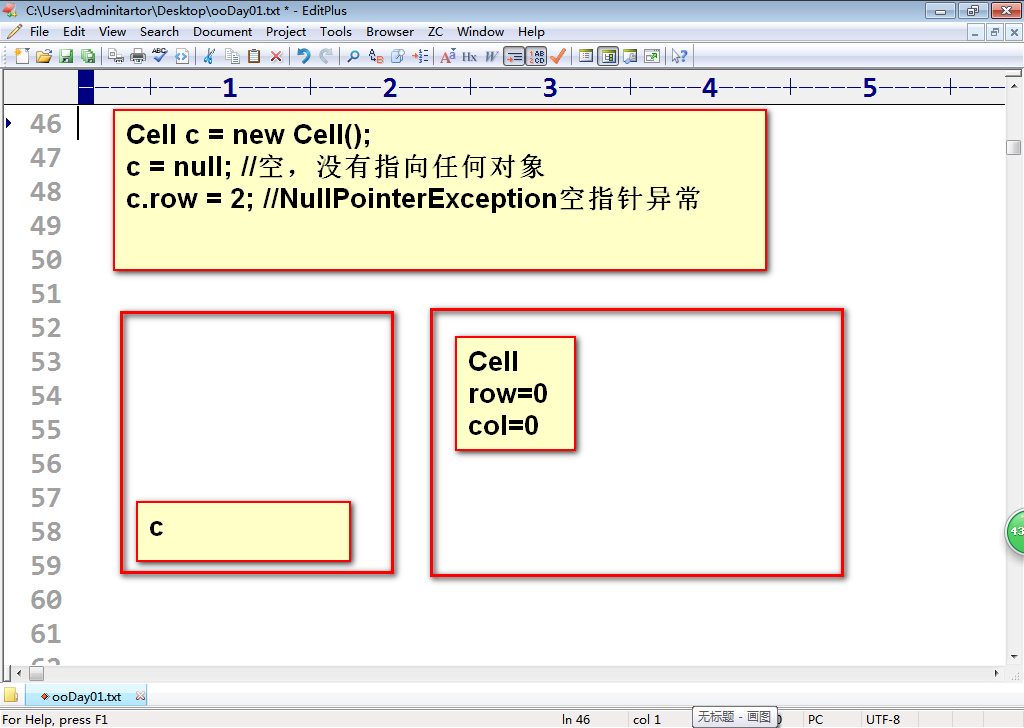 C:\Users\adminitartor\Desktop\ooDay01.txt * - EditPlus
File Edit View Search Document Project Tools Browser ZC Window Help
1 2 3 4 5
46
47
48
49
50
51
52
53
54
55
56
57
58
59
60
61
62
Cell c = new Cell();
c = null; //空，没有指向任何对象
c.row = 2; //NullPointerException空指针异常
c
Cell
row=0
col=0
43
ooDay01.txt
For Help, press F1 ln 46 col 1 无标题 - 画图 PC UTF-8